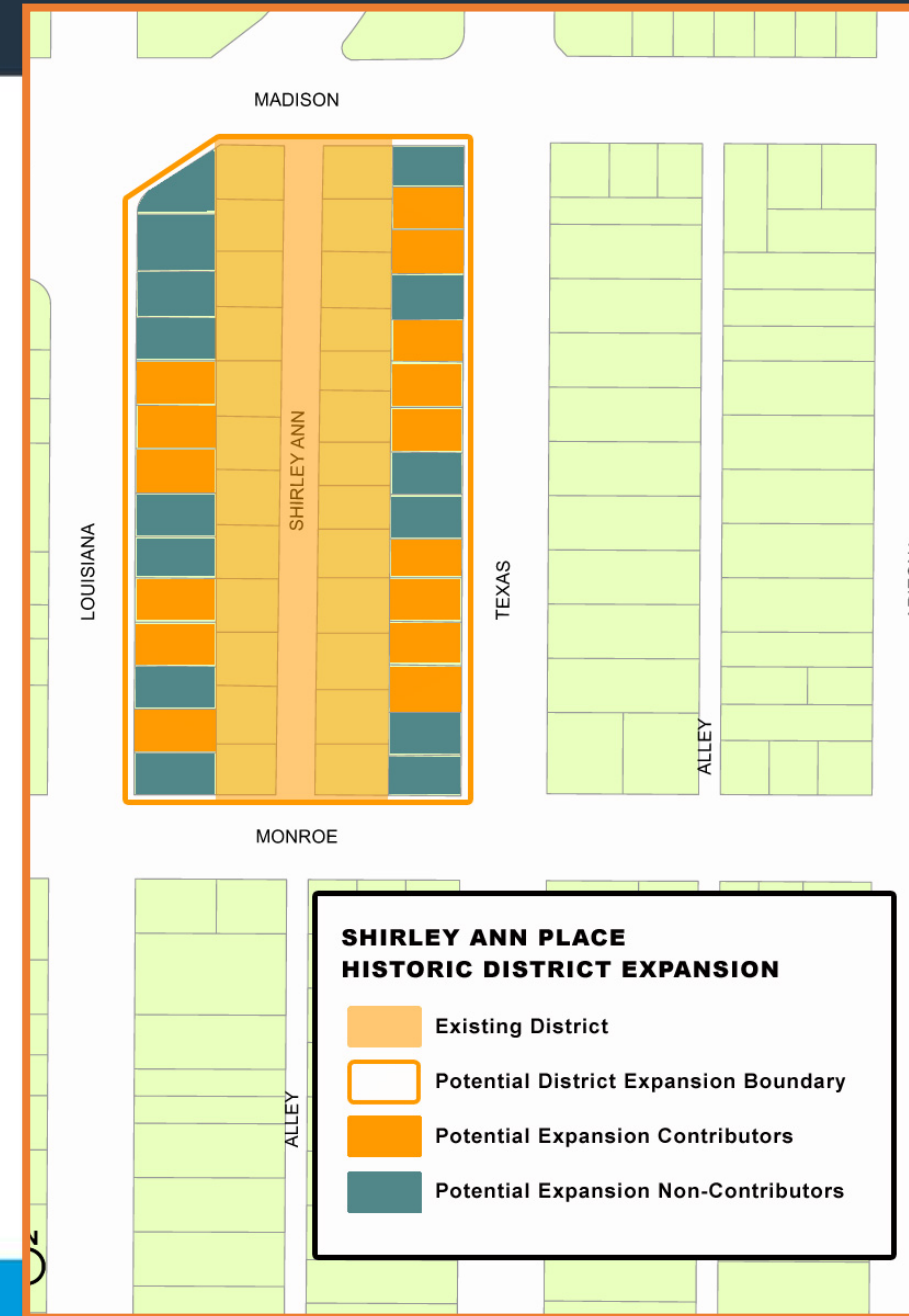 MADISON
SHIRLEY ANN
LOUISIANA
TEXAS
ALLEY
MONROE
SHIRLEY ANN PLACE
HISTORIC DISTRICT EXPANSION
Existing District
Potential District Expansion Boundary
Potential Expansion Contributors
Potential Expansion Non-Contributors
ALLEY